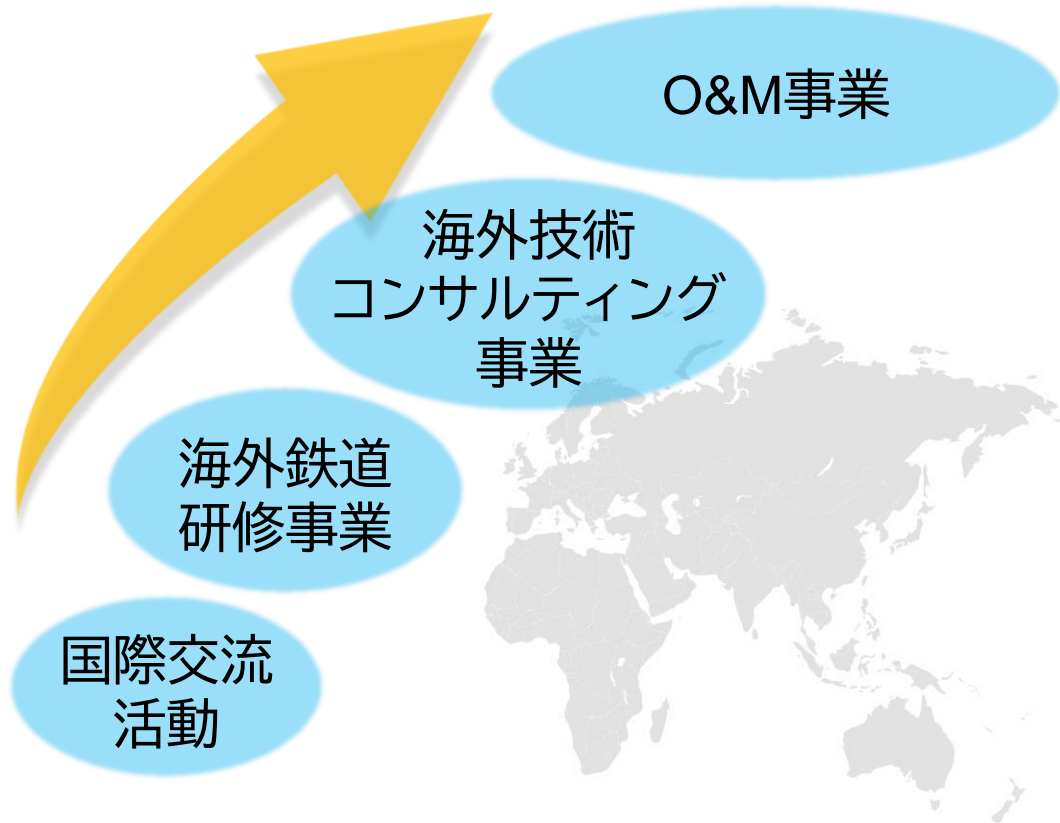 O&M事業
海外技術
コンサルティング
事業
海外鉄道
研修事業
国際交流
活動